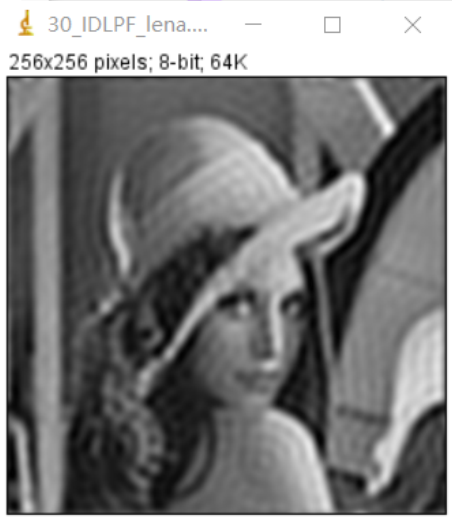 30_IDLPF_lena....
256x256 pixels; 8-bit; 64K